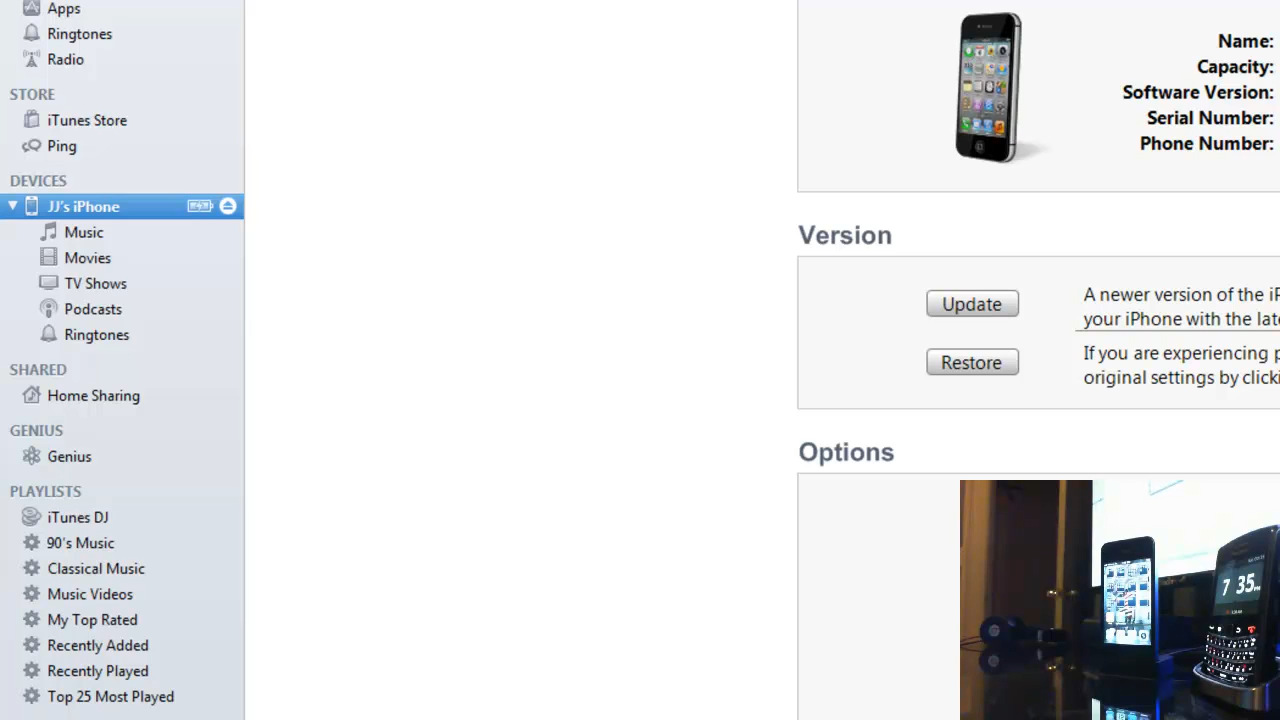 Apps
Ringtones
Radio
STORE
iTunes Store
Ping
DEVICES
JJ's iPhone
Music
Movies
TV Shows
Podcasts
Ringtones
SHARED
Home Sharing
GENIUS
Genius
PLAYLISTS
iTunes DJ
90's Music
Classical Music
Music Videos
My Top Rated
Recently Added
Recently Played
Top 25 Most Played
Name:
Capacity:
Software Version:
Serial Number:
Phone Number:
Version
Update
A newer version of the
your iPhone with the
Restore
If you are experiencing
original settings by
Options
7 35